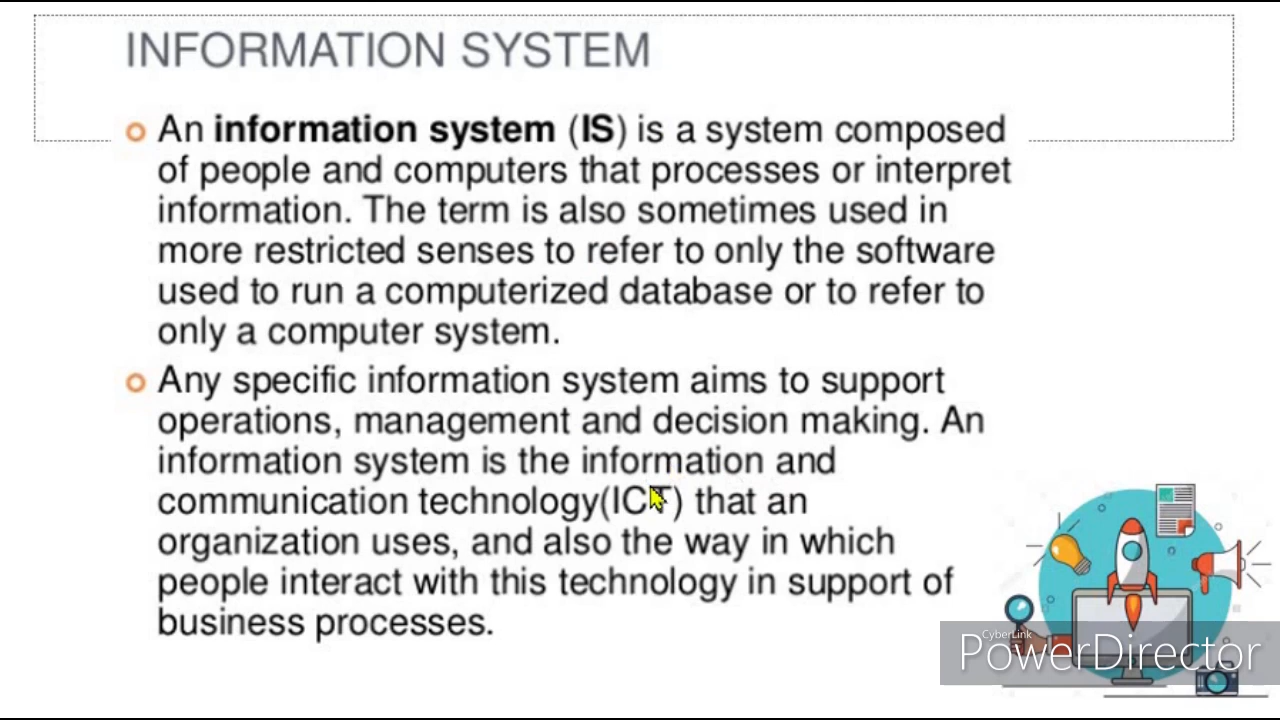 INFORMATION SYSTEM
An information system (IS) is a system composed
of people and computers that processes or interpret
information. The term is also sometimes used in
more restricted senses to refer to only the software
used to run a computerized database or to refer to
only a computer system.
Any specific information system aims to support
operations, management and decision making. An
information system is the information and
communication technology(ICT) that an
organization uses, and also the way in which
people interact with this technology in support of
business processes.
CyberLink
PowerDirector